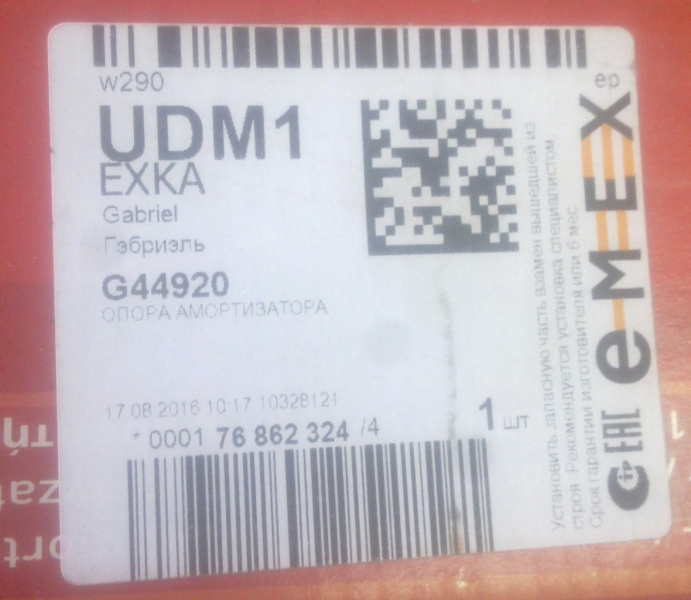 w290
ep
UDM1
EXKA
Gabriel
Гэбриэль
G44920
ОПОРА АМОРТИЗАТОРА
17.08.2016 10:17 10328121
* 0001 76 862 324 /4
1 шт
Установить запасную часть взамен вышедшей из
строя. Рекомендуется установка специалистом
Срок гарантии изготовителя или 6 мес.
e-M-E-X
EAC